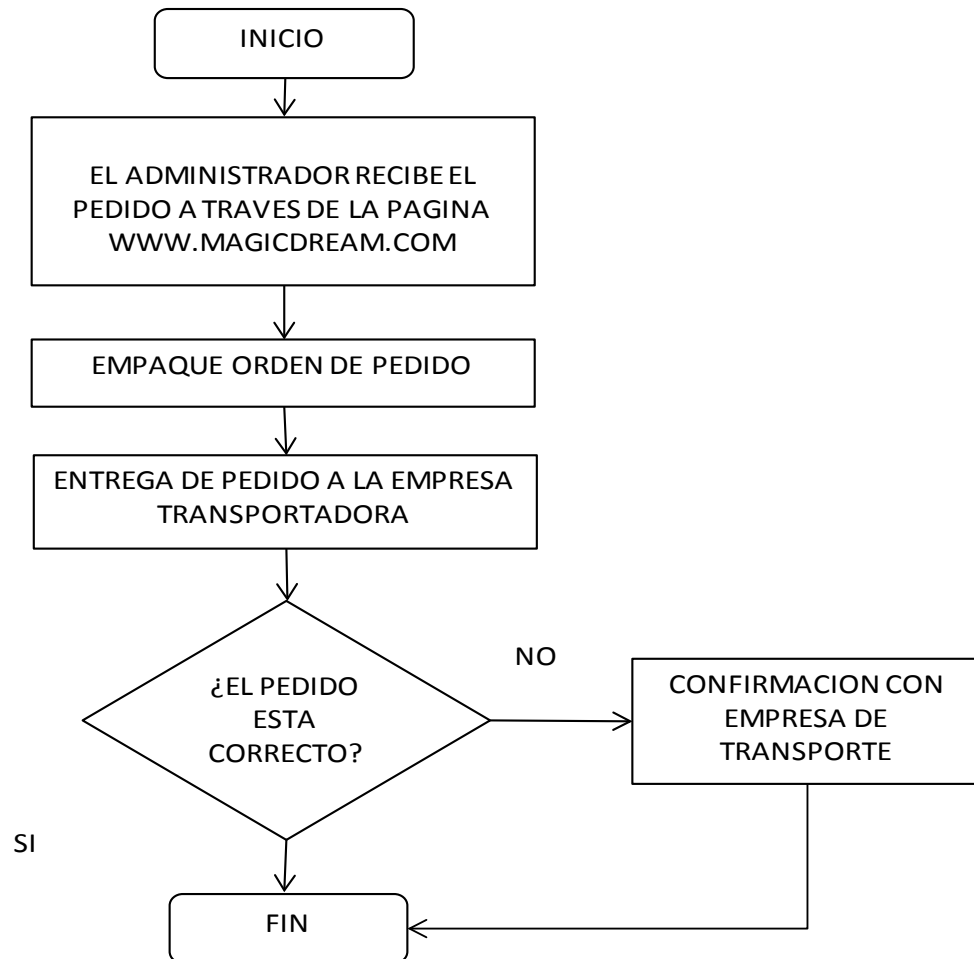 INICIO
EL ADMINISTRADOR RECIBE EL
PEDIDO A TRAVES DE LA PAGINA
WWW.MAGICDREAM.COM
EMPAQUE ORDEN DE PEDIDO
ENTREGA DE PEDIDO A LA EMPRESA
TRANSPORTADORA
¿EL PEDIDO
ESTA
CORRECTO?
NO
CONFIRMACION CON
EMPRESA DE
TRANSPORTE
SI
FIN